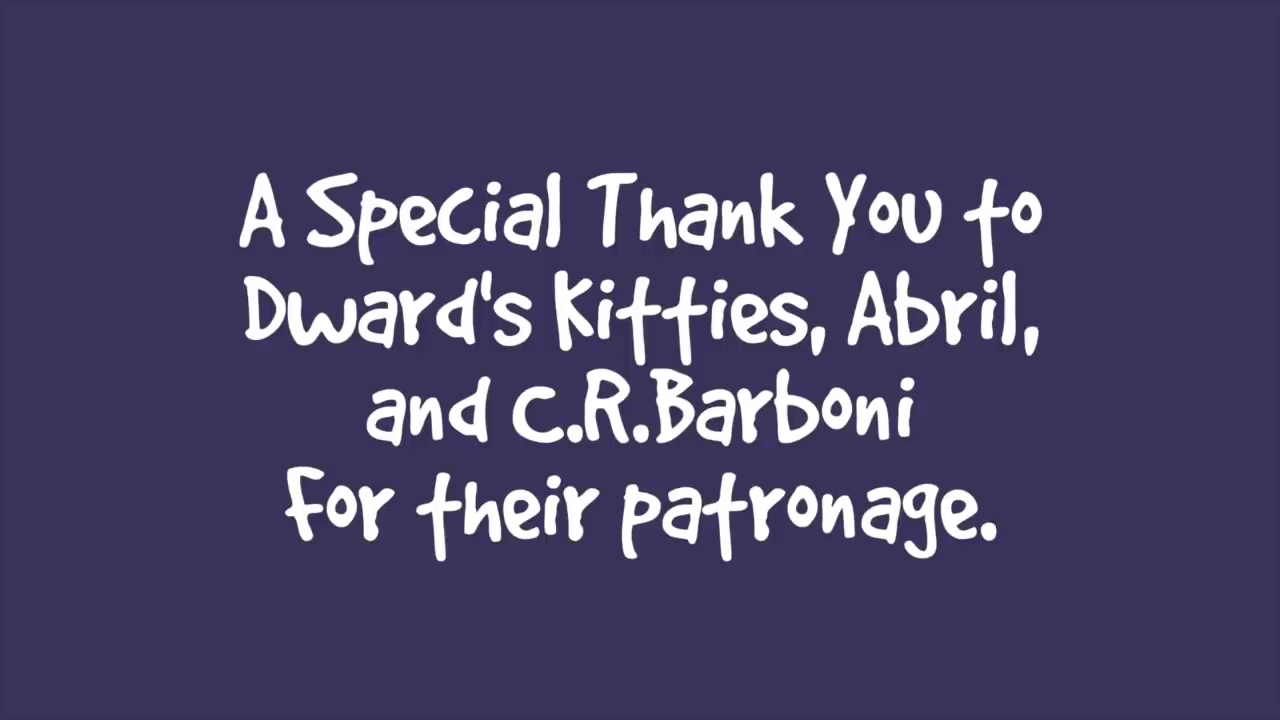 A Special Thank You to
Dward's Kitties, Abril,
and C.R.Barboni
For their patronage.